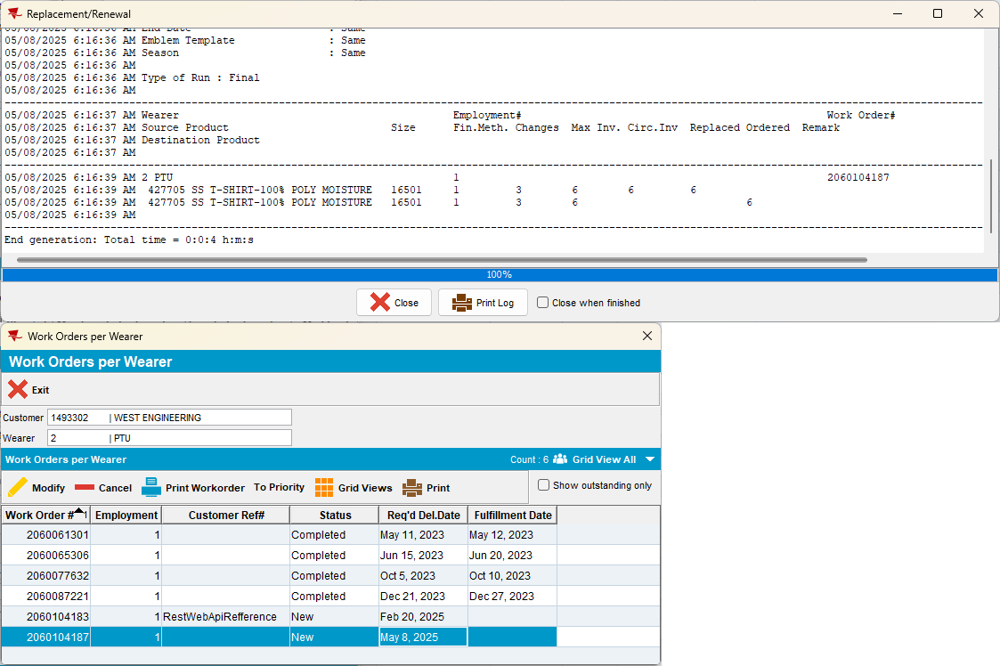 Replacement/Renewal
05/08/2025 6:16:36 AM End Date : Same
05/08/2025 6:16:36 AM Emblem Template : Same
05/08/2025 6:16:36 AM Season : Same
05/08/2025 6:16:36 AM
05/08/2025 6:16:36 AM Type of Run : Final
05/08/2025 6:16:36 AM
05/08/2025 6:16:37 AM Wearer Employment# Work Order#
05/08/2025 6:16:37 AM Source Product Size Fin.Meth. Changes Max Inv. Circ.Inv Replaced Ordered Remark
05/08/2025 6:16:37 AM Destination Product
05/08/2025 6:16:37 AM
05/08/2025 6:16:39 AM 2 PTU 1 2060104187
05/08/2025 6:16:39 AM 427705 SS T-SHIRT-100% POLY MOISTURE 16501 1 3 6 6 6
05/08/2025 6:16:39 AM 427705 SS T-SHIRT-100% POLY MOISTURE 16501 1 3 6 6
05/08/2025 6:16:39 AM
End generation: Total time = 0:0:4 h:m:s
100%
Close Print Log Close when finished
Work Orders per Wearer
Work Orders per Wearer
Exit
Customer 1493302 | WEST ENGINEERING
Wearer 2 | PTU
Work Orders per Wearer Count : 6 Grid View All
Modify Cancel Print Workorder To Priority Grid Views Print Show outstanding only
Work Order # 1 Employment Customer Ref# Status Req'd Del.Date Fulfillment Date
2060061301 1 Completed May 11, 2023 May 12, 2023
2060065306 1 Completed Jun 15, 2023 Jun 20, 2023
2060077632 1 Completed Oct 5, 2023 Oct 10, 2023
2060087221 1 Completed Dec 21, 2023 Dec 27, 2023
2060104183 1 RestWebApiRefference New Feb 20, 2025
2060104187 1 New May 8, 2025